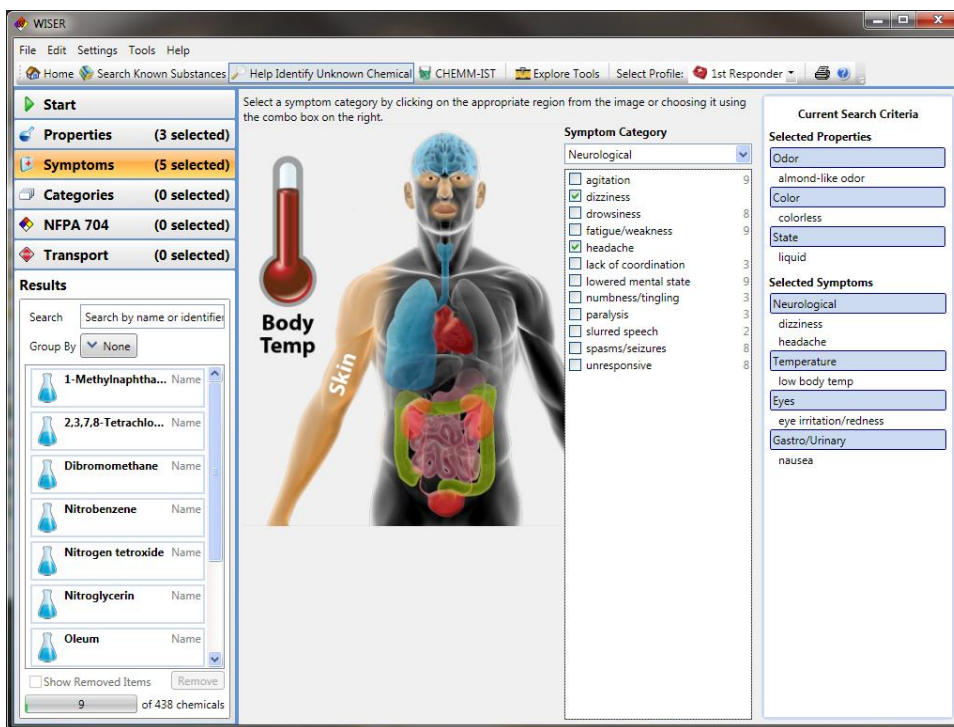 WISER
File Edit Settings Tools Help
Home Search Known Substances Help Identify Unknown Chemical CHEMM-IST Explore Tools Select Profile: 1st Responder
Start
Properties (3 selected)
Symptoms (5 selected)
Categories (0 selected)
NFPA 704 (0 selected)
Transport (0 selected)
Results
Search Search by name or identifier
Group By None
1-Methylnaphtha... Name
2,3,7,8-Tetrachlo... Name
Dibromomethane Name
Nitrobenzene Name
Nitrogen tetroxide Name
Nitroglycerin Name
Oleum Name
Show Removed Items Remove
9 of 438 chemicals
Select a symptom category by clicking on the appropriate region from the image or choosing it using
the combo box on the right.
Body
Temp
Skin
Symptom Category
Neurological
agitation 9
dizziness
drowsiness 8
fatigue/weakness 9
headache
lack of coordination 3
lowered mental state 9
numbness/tingling 3
paralysis 3
slurred speech 2
spasms/seizures 8
unresponsive 8
Current Search Criteria
Selected Properties
Odor
almond-like odor
Color
colorless
State
liquid
Selected Symptoms
Neurological
dizziness
headache
Temperature
low body temp
Eyes
eye irritation/redness
Gastro/Urinary
nausea